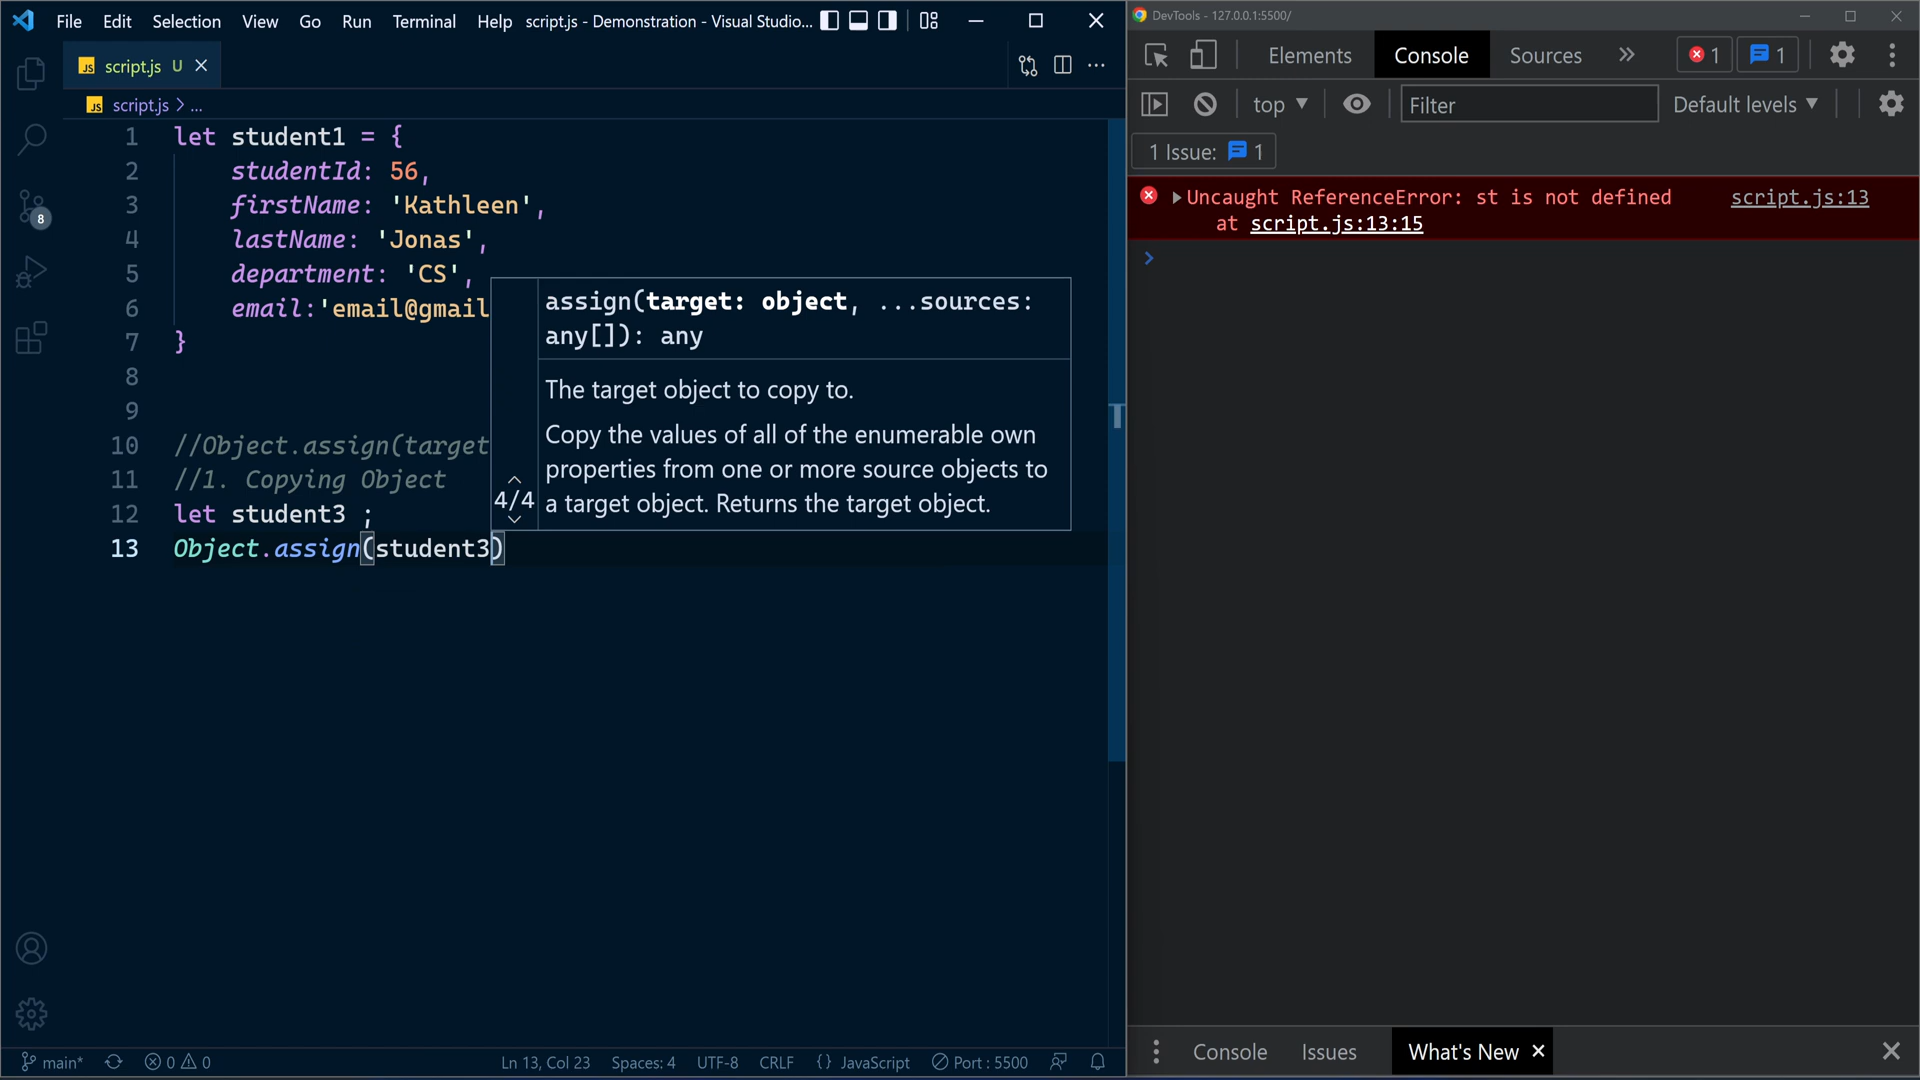 File Edit Selection View Go Run Terminal Help script.js - Demonstration - Visual Studio...
script.js U
script.js > ...
1 let student1 = {
2 studentId: 56,
3 firstName: 'Kathleen',
4 lastName: 'Jonas',
5 department: 'CS',
6 email:'email@gmail
7 }
8
9
10 //Object.assign(target
11 //1. Copying Object
12 let student3 ;
13 Object.assign(student3)
assign(target: object, ...sources:
any[]): any
The target object to copy to.
Copy the values of all of the enumerable own
properties from one or more source objects to
a target object. Returns the target object.
4/4
8
main* 0 0 Ln 13, Col 23 Spaces: 4 UTF-8 CRLF {} JavaScript Port : 5500
DevTools - 127.0.0.1:5500/
Elements Console Sources 1 1
top Filter Default levels
1 Issue: 1
Uncaught ReferenceError: st is not defined script.js:13
at script.js:13:15
Console Issues What's New